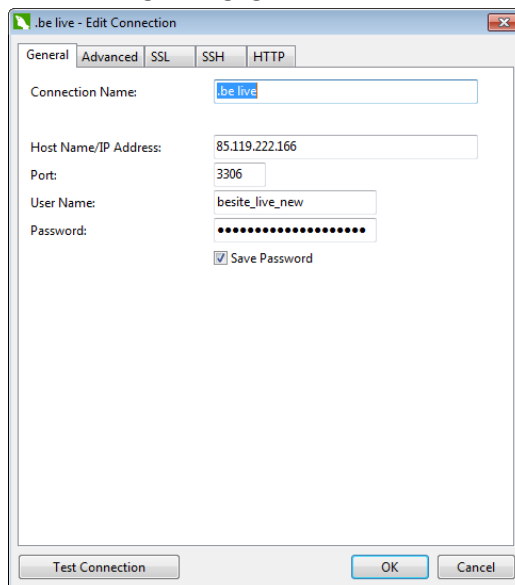 .be live - Edit Connection
General Advanced SSL SSH HTTP
Connection Name: .be live
Host Name/IP Address: 85.119.222.166
Port: 3306
User Name: besite_live_new
Password: ●●●●●●●●●●●●●●●●●●●●
Save Password
Test Connection OK Cancel